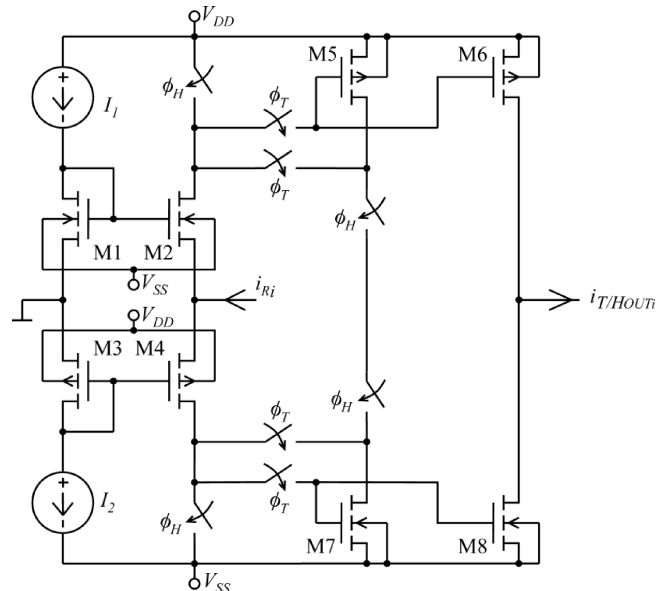 V_DD
M5
M6
ϕ_H
ϕ_T
I_1
ϕ_T
ϕ_H
M1
M2
V_SS
i_Ri
i_T/HOUTi
V_DD
M3
M4
ϕ_H
ϕ_T
I_2
ϕ_T
ϕ_H
M7
M8
V_SS